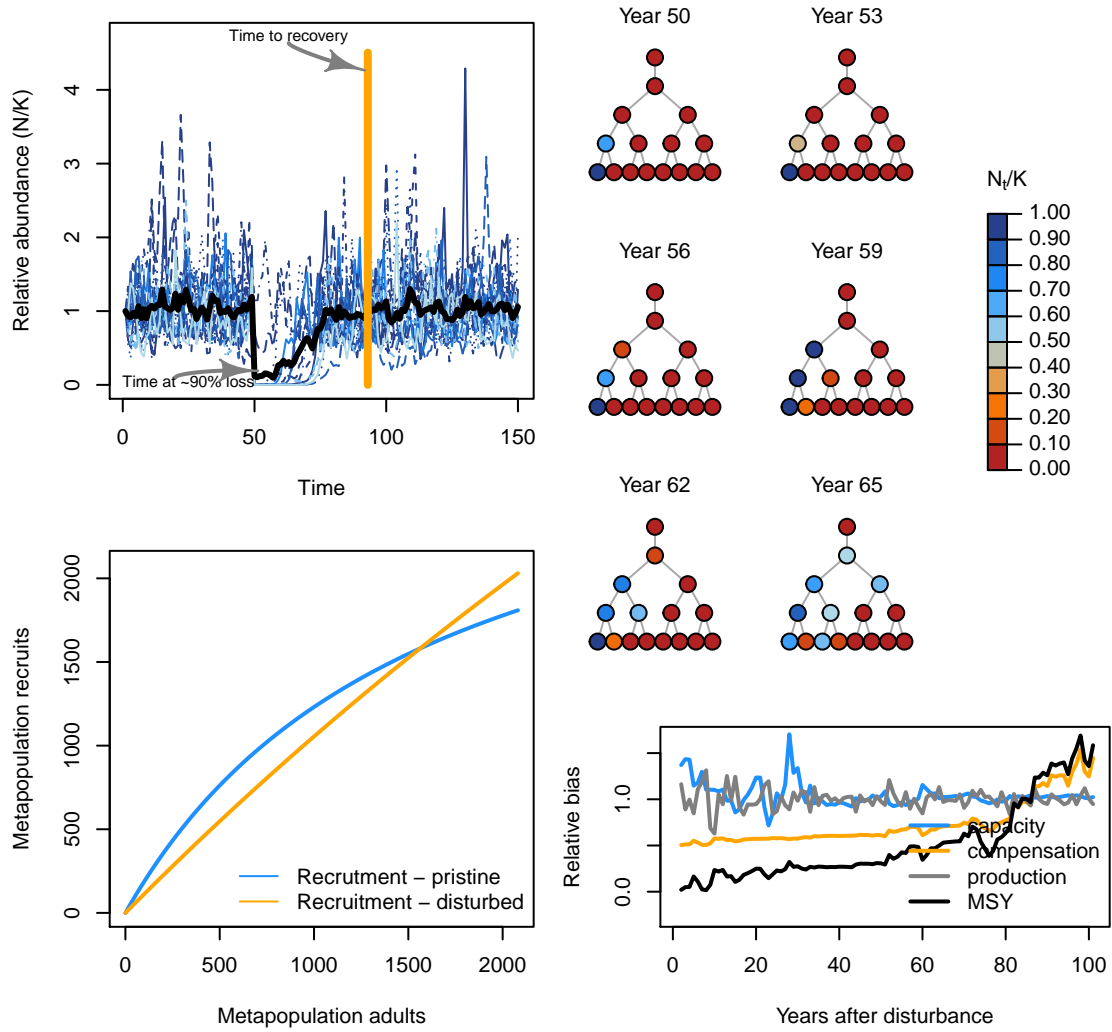 Time to recovery
Time at ~90% loss
Relative abundance (N/K)
0
1
2
3
4
0
50
100
150
Time
Year 50
Year 53
Year 56
Year 59
Year 62
Year 65
Nt/K
1.00
0.90
0.80
0.70
0.60
0.50
0.40
0.30
0.20
0.10
0.00
Metapopulation recruits
0
500
1000
1500
2000
Recrutment − pristine
Recruitment − disturbed
0
500
1000
1500
2000
Metapopulation adults
Relative bias
0.0
1.0
capacity
compensation
production
MSY
0
20
40
60
80
100
Years after disturbance